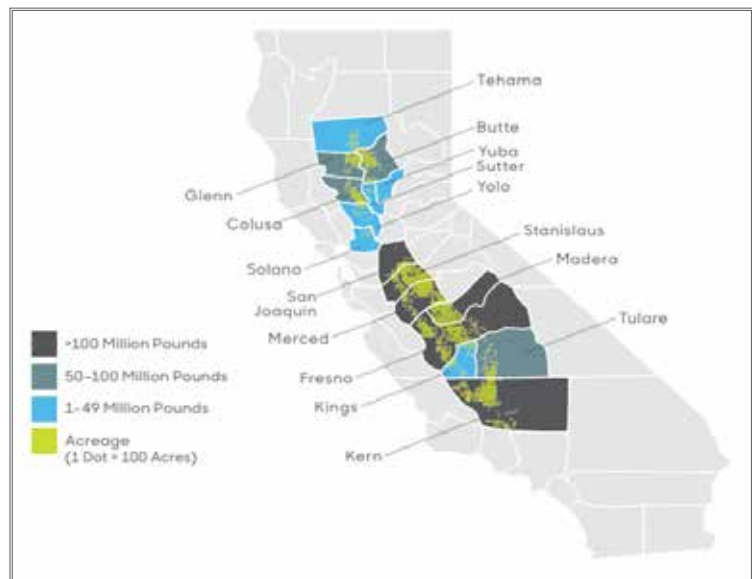 Tehama
Butte
Yuba
Sutter
Yolo
Glenn
Colusa
Solano
Stanislaus
Madera
San
Joaquin
Merced
Tulare
Fresno
Kings
Kern
>100 Million Pounds
50–100 Million Pounds
1–49 Million Pounds
Acreage
(1 Dot = 100 Acres)